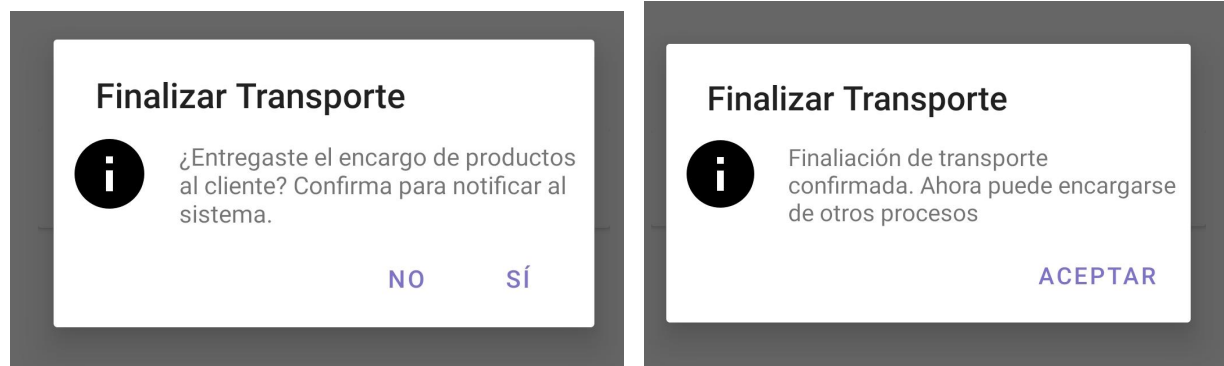 Finalizar Transporte
¿Entregaste el encargo de productos
al cliente? Confirma para notificar al
sistema.
NO
SÍ
Finalizar Transporte
Finaliación de transporte
confirmada. Ahora puede encargarse
de otros procesos
ACEPTAR